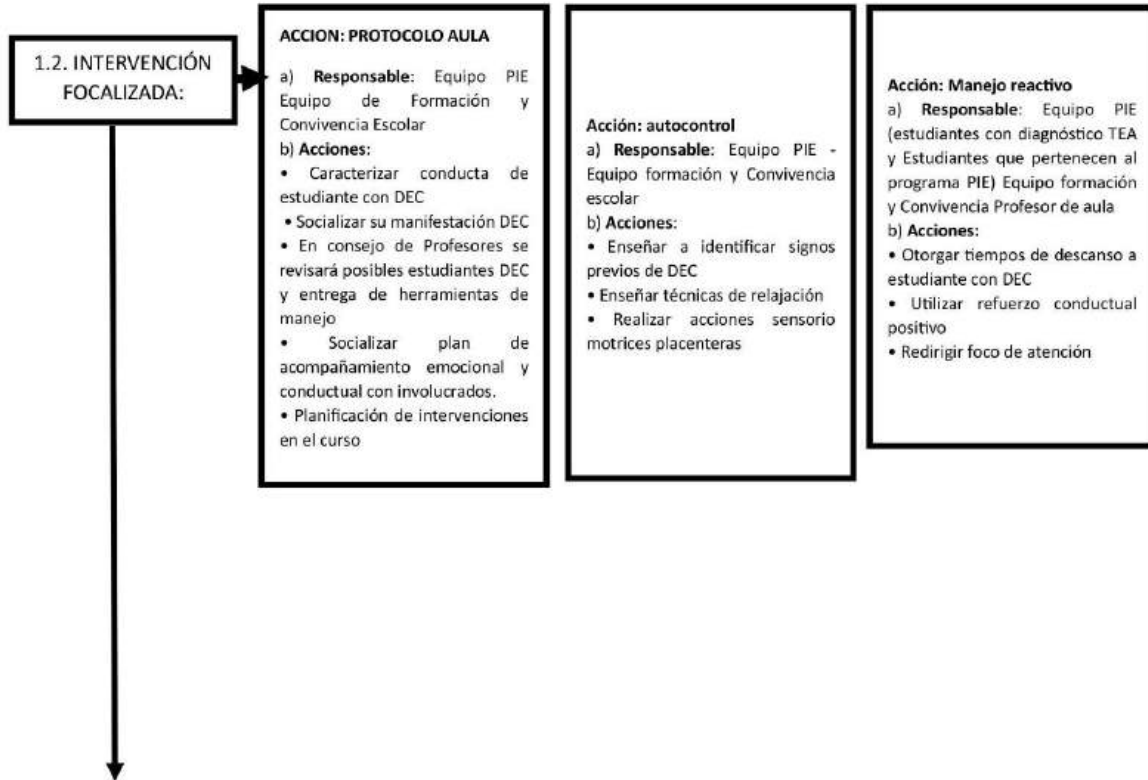 1.2. INTERVENCIÓN
FOCALIZADA:
ACCION: PROTOCOLO AULA
a) Responsable: Equipo PIE
Equipo de Formación y
Convivencia Escolar
b) Acciones:
• Caracterizar conducta de
estudiante con DEC
• Socializar su manifestación DEC
• En consejo de Profesores se
revisará posibles estudiantes DEC
y entrega de herramientas de
manejo
• Socializar plan de
acompañamiento emocional y
conductual con involucrados.
• Planificación de intervenciones
en el curso
Acción: autocontrol
a) Responsable: Equipo PIE -
Equipo formación y Convivencia
escolar
b) Acciones:
• Enseñar a identificar signos
previos de DEC
• Enseñar técnicas de relajación
• Realizar acciones sensorio
motrices placenteras
Acción: Manejo reactivo
a) Responsable: Equipo PIE
(estudiantes con diagnóstico TEA
y Estudiantes que pertenecen al
programa PIE) Equipo formación
y Convivencia Profesor de aula
b) Acciones:
• Otorgar tiempos de descanso a
estudiante con DEC
• Utilizar refuerzo conductual
positivo
• Redirigir foco de atención